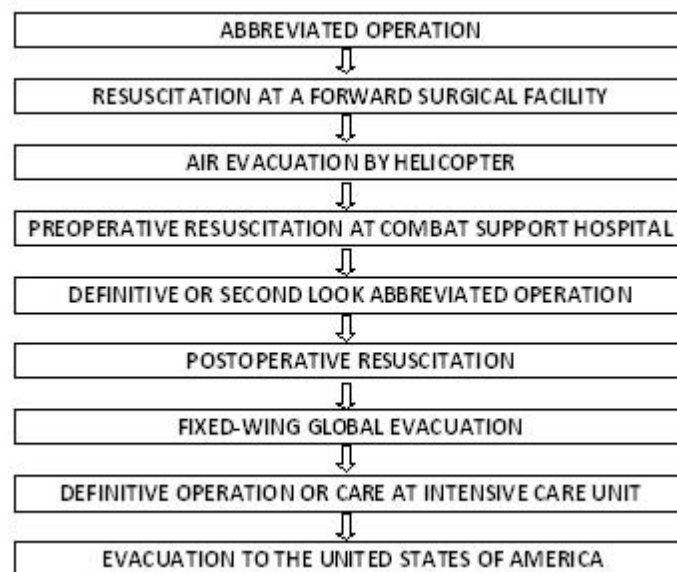 ABBREVIATED OPERATION
RESUSCITATION AT A FORWARD SURGICAL FACILITY
AIR EVACUATION BY HELICOPTER
PREOPERATIVE RESUSCITATION AT COMBAT SUPPORT HOSPITAL
DEFINITIVE OR SECOND LOOK ABBREVIATED OPERATION
POSTOPERATIVE RESUSCITATION
FIXED-WING GLOBAL EVACUATION
DEFINITIVE OPERATION OR CARE AT INTENSIVE CARE UNIT
EVACUATION TO THE UNITED STATES OF AMERICA